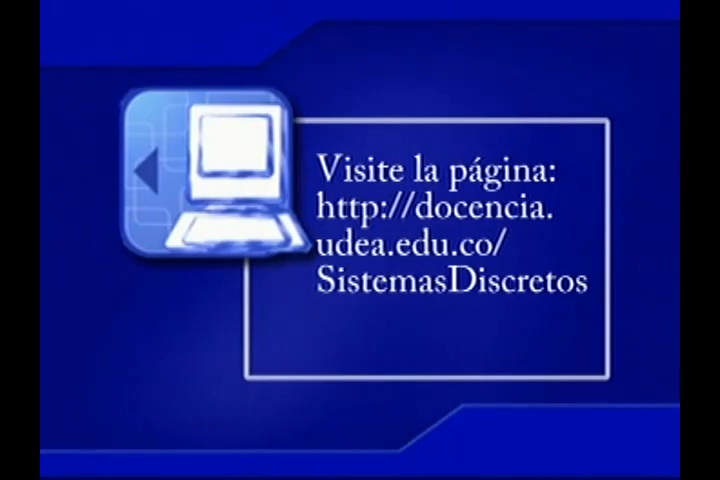 Visite la página:
http://docencia.
udea.edu.co/
SistemasDiscretos